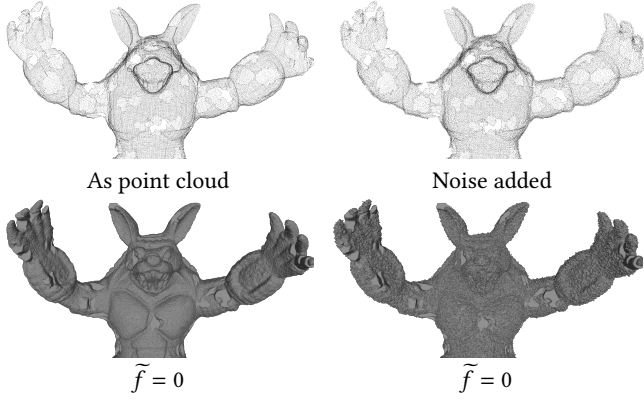 As point cloud
Noise added
f̃ = 0
f̃ = 0